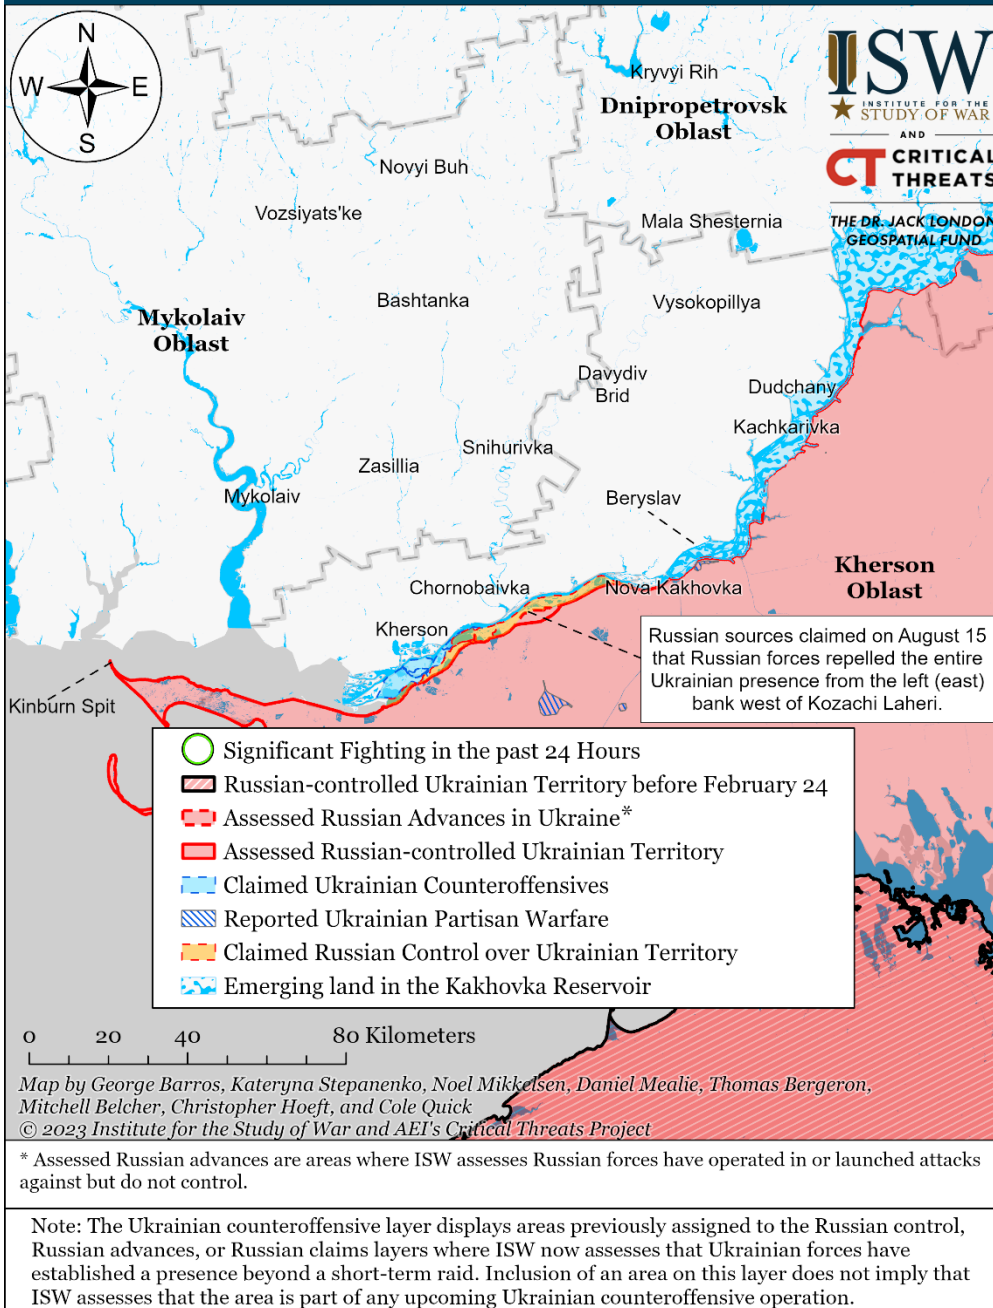 N
W
E
S
ISW
INSTITUTE FOR THE
STUDY OF WAR
AND
CT CRITICAL
THREATS
THE DR. JACK LONDON
GEOSPATIAL FUND
Kryvyi Rih
Dnipropetrovsk
Oblast
Novyi Buh
Vozsiyats'ke
Mala Shesternia
Bashtanka
Vysokopillya
Mykolaiv
Oblast
Davydiv
Brid
Dudchany
Kachkarivka
Snihurivka
Zasillia
Mykolaiv
Beryslav
Kherson
Oblast
Chornobaivka
Nova Kakhovka
Kherson
Kinburn Spit
Russian sources claimed on August 15
that Russian forces repelled the entire
Ukrainian presence from the left (east)
bank west of Kozachi Laheri.
Significant Fighting in the past 24 Hours
Russian-controlled Ukrainian Territory before February 24
Assessed Russian Advances in Ukraine*
Assessed Russian-controlled Ukrainian Territory
Claimed Ukrainian Counteroffensives
Reported Ukrainian Partisan Warfare
Claimed Russian Control over Ukrainian Territory
Emerging land in the Kakhovka Reservoir
0 20 40 80 Kilometers
Map by George Barros, Kateryna Stepanenko, Noel Mikkelsen, Daniel Mealie, Thomas Bergeron,
Mitchell Belcher, Christopher Hoeft, and Cole Quick
© 2023 Institute for the Study of War and AEI's Critical Threats Project
* Assessed Russian advances are areas where ISW assesses Russian forces have operated in or launched attacks
against but do not control.
Note: The Ukrainian counteroffensive layer displays areas previously assigned to the Russian control,
Russian advances, or Russian claims layers where ISW now assesses that Ukrainian forces have
established a presence beyond a short-term raid. Inclusion of an area on this layer does not imply that
ISW assesses that the area is part of any upcoming Ukrainian counteroffensive operation.